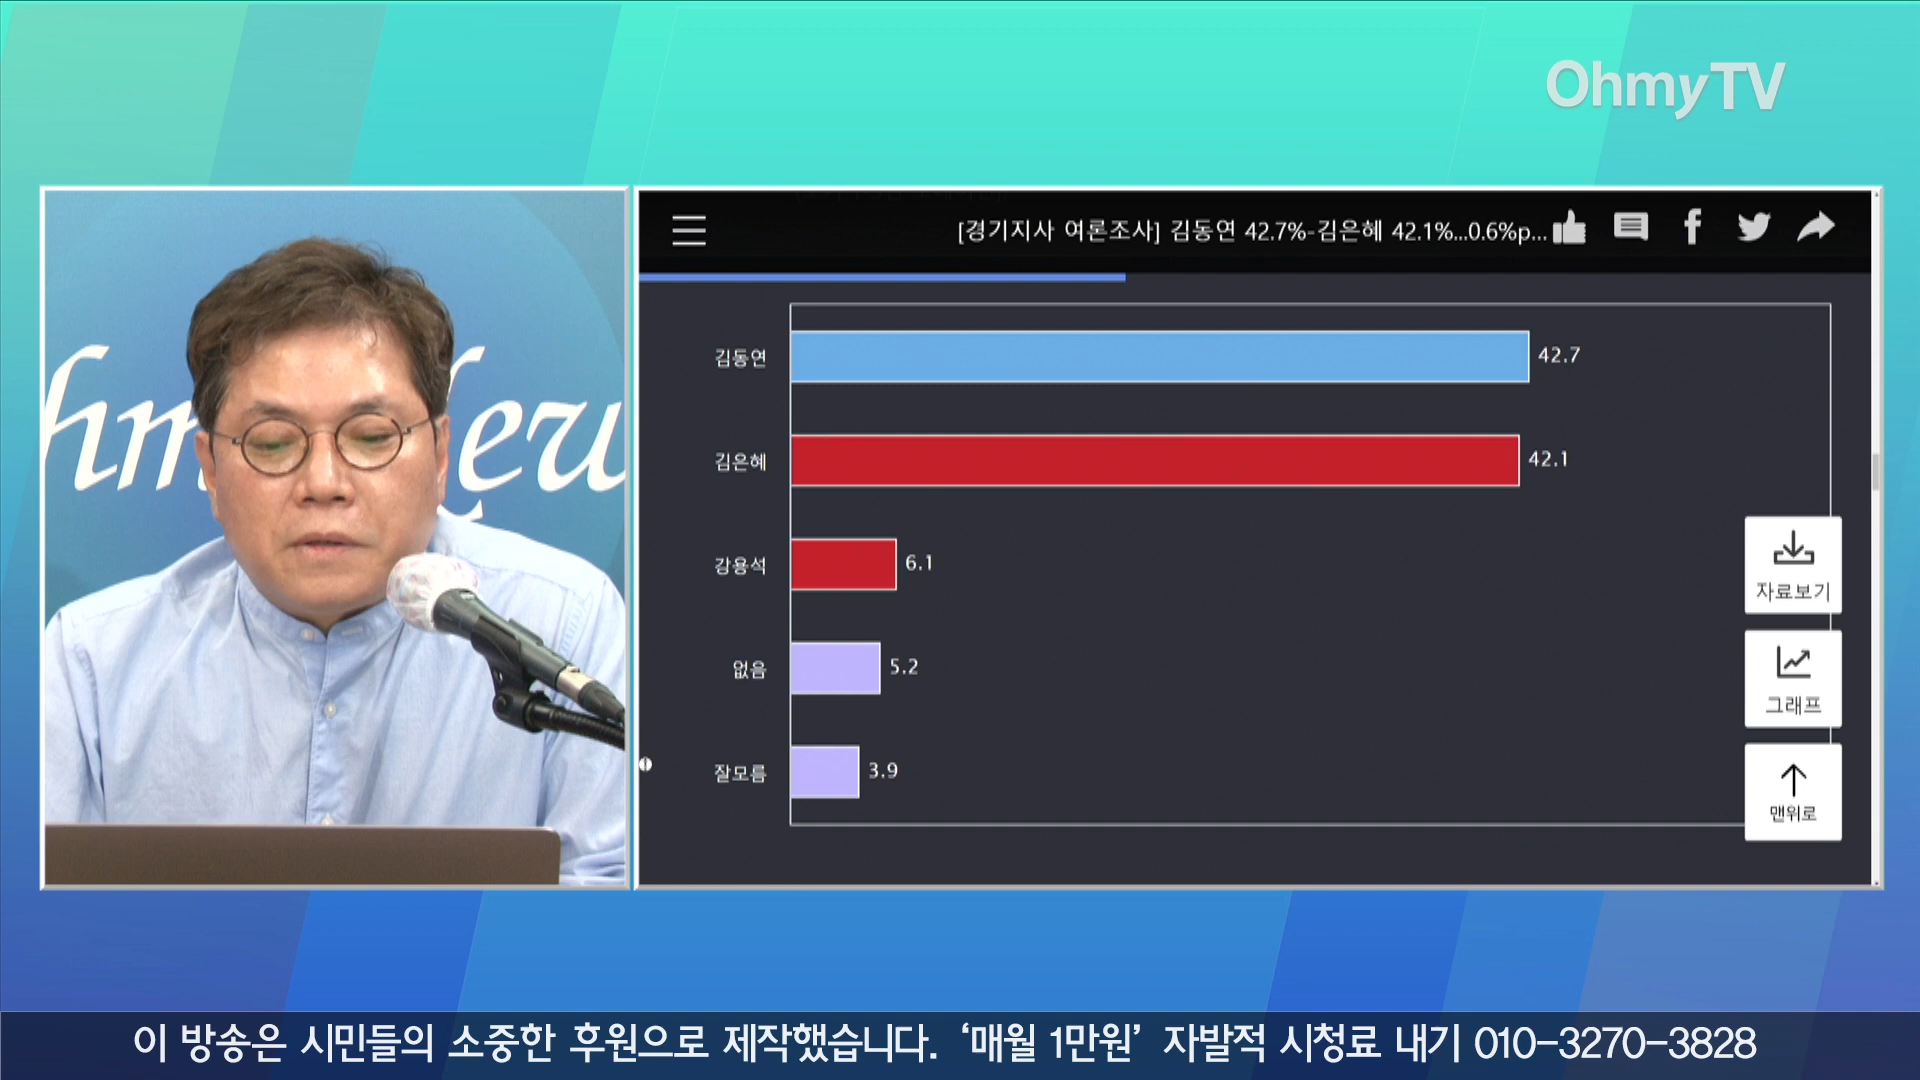 OhmyTV
hm
ew
[경기지사 여론조사] 김동연 42.7%-김은혜 42.1%...0.6%p...
김동연 42.7
김은혜 42.1
강용석 6.1
없음 5.2
잘모름 3.9
자료보기
그래프
맨위로
이 방송은 시민들의 소중한 후원으로 제작했습니다. ‘매월 1만원’ 자발적 시청료 내기 010-3270-3828